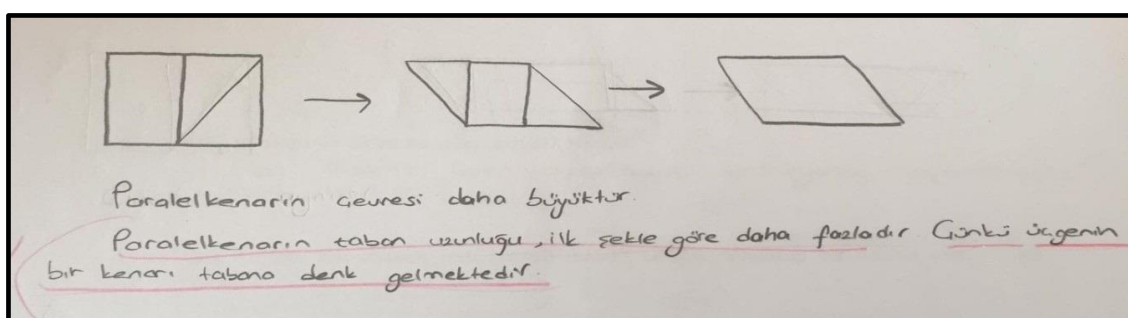 Paralelkenarın çevresi daha büyüktür.
Paralelkenarın taban uzunluğu, ilk şekle göre daha fazladır Çünkü üçgenin
bir kenarı tabana denk gelmektedir.